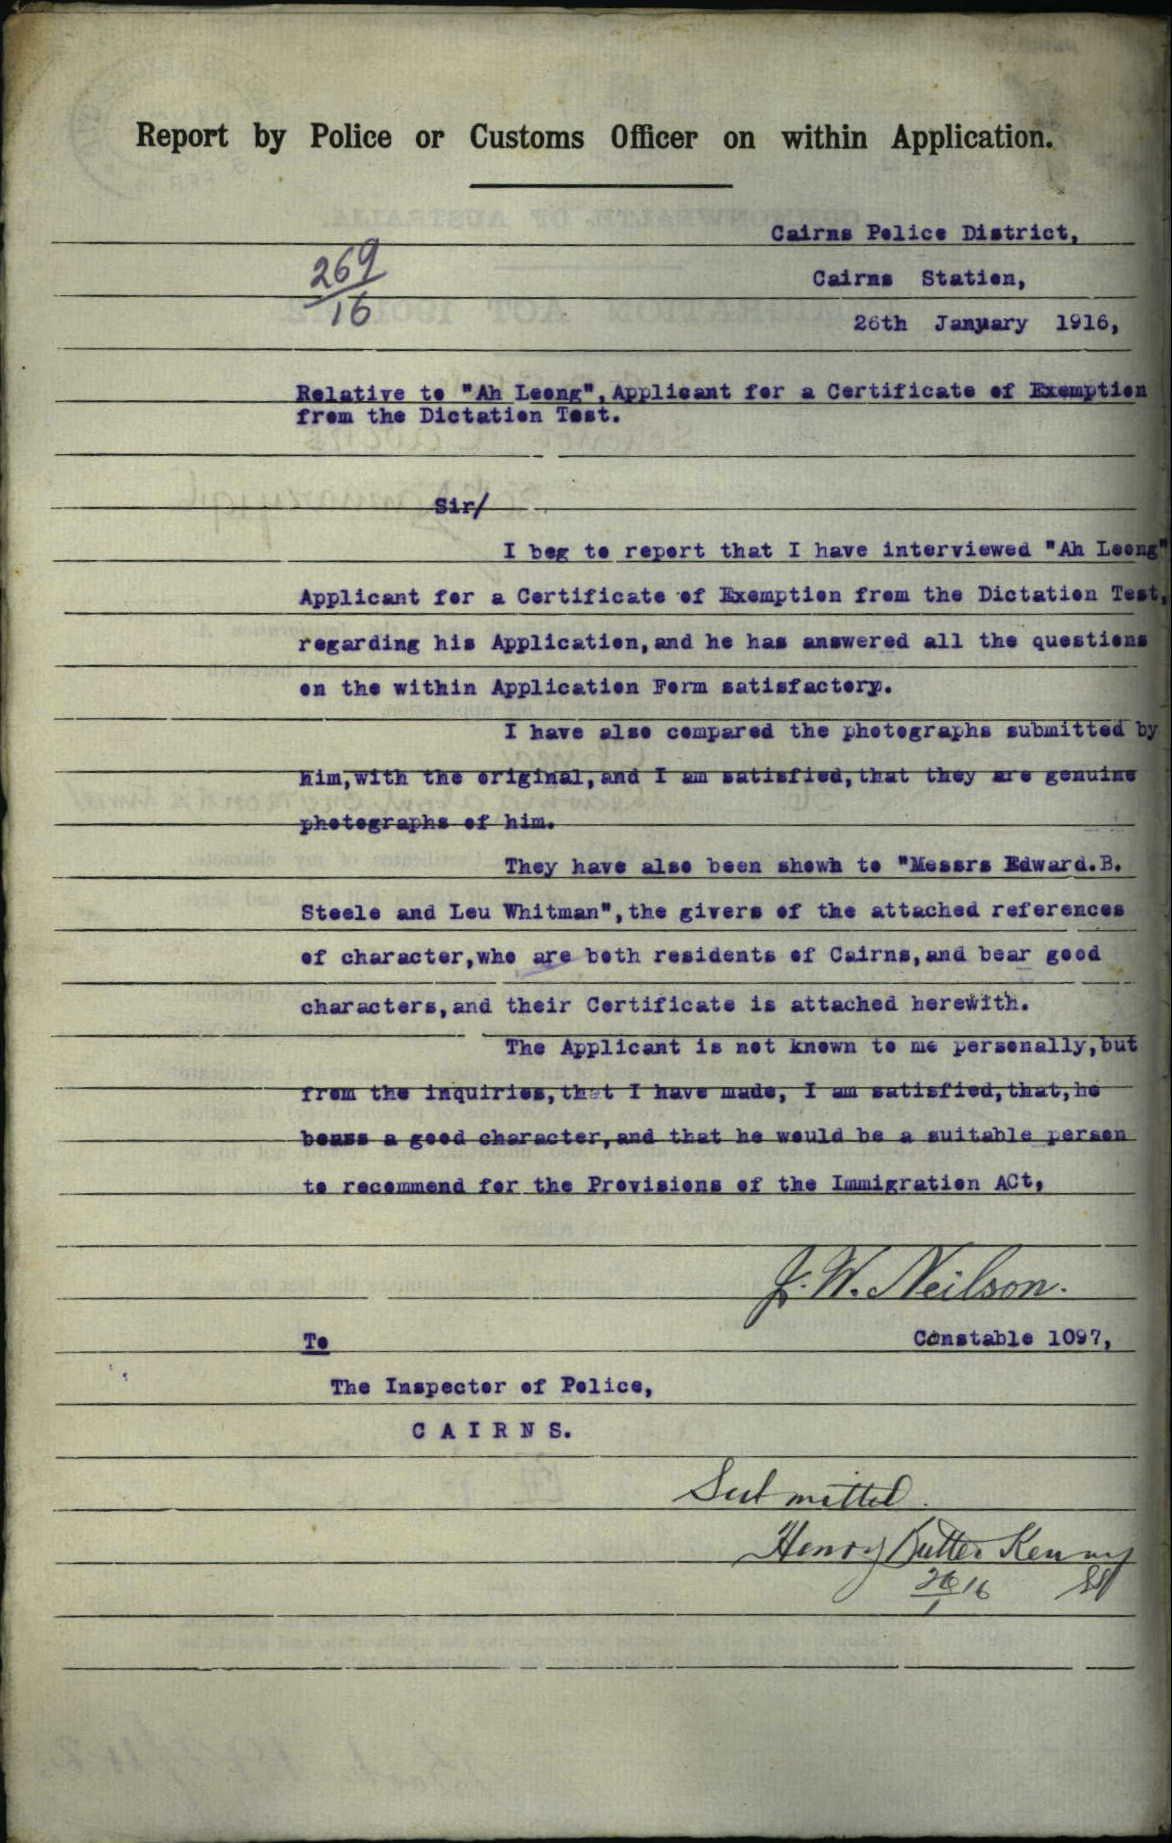 Report by Police or Customs Officer on within Application.
Cairns Police District,
269
16
Cairns Station,
26th January 1916,
Relative to "Ah Leong", Applicant for a Certificate of Exemption
from the Dictation Test.
Sir/
I beg to report that I have interviewed "Ah Leong"
Applicant for a Certificate of Exemption from the Dictation Test,
regarding his Application, and he has answered all the questions
on the within Application Form satisfactory.
I have also compared the photographs submitted by
him, with the original, and I am satisfied, that they are genuine
photographs of him.
They have also been shewn to "Messrs Edward.B.
Steele and Leu Whitman", the givers of the attached references
of character, who are both residents of Cairns, and bear good
characters, and their Certificate is attached herewith.
The Applicant is not known to me personally, but
from the inquiries, that I have made, I am satisfied, that, he
bears a good character, and that he would be a suitable person
to recommend for the Provisions of the Immigration ACt,
J. W. Neilson.
To
Constable 1097,
The Inspector of Police,
C A I R N S.
Submitted.
Henry Butter Kenny
26/1 16